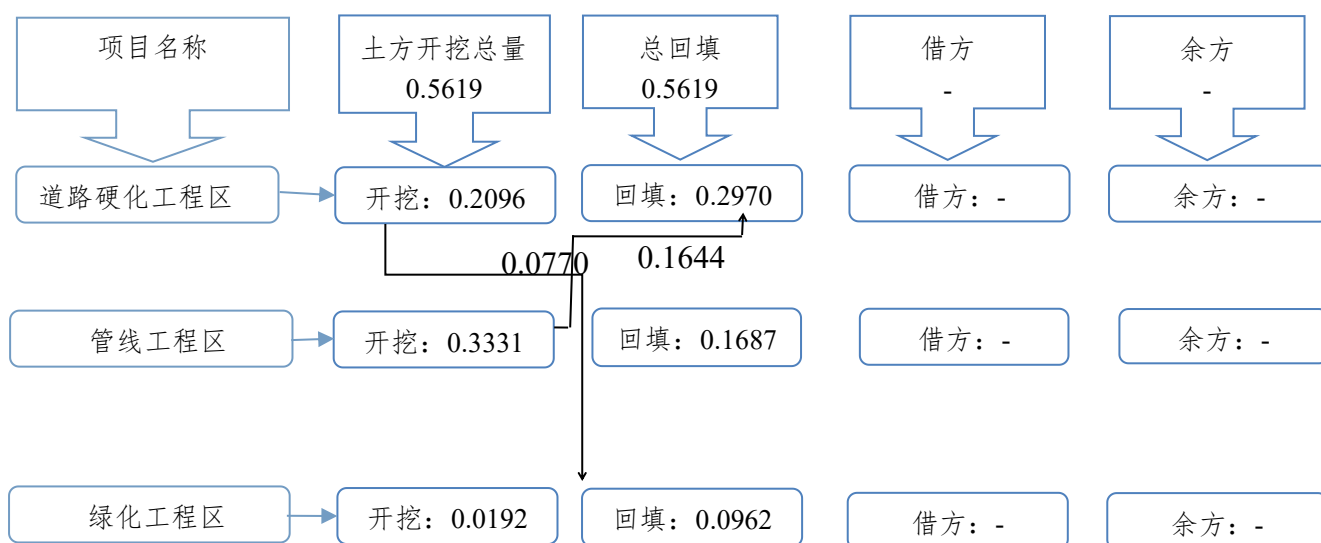 项目名称
土方开挖总量
0.5619
总回填
0.5619
借方
-
余方
-
道路硬化工程区
开挖：0.2096
回填：0.2970
借方：-
余方：-
0.0770
0.1644
管线工程区
开挖：0.3331
回填：0.1687
借方：-
余方：-
绿化工程区
开挖：0.0192
回填：0.0962
借方：-
余方：-